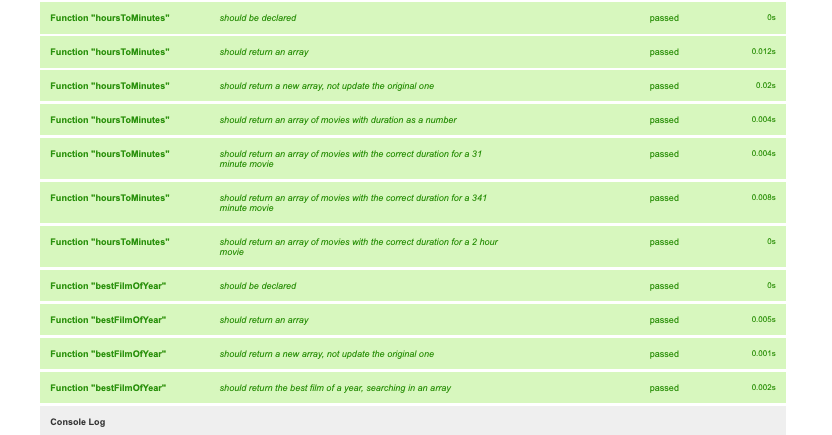 Function "hoursToMinutes" should be declared passed 0s
Function "hoursToMinutes" should return an array passed 0.012s
Function "hoursToMinutes" should return a new array, not update the original one passed 0.02s
Function "hoursToMinutes" should return an array of movies with duration as a number passed 0.004s
Function "hoursToMinutes" should return an array of movies with the correct duration for a 31 passed 0.004s
minute movie
Function "hoursToMinutes" should return an array of movies with the correct duration for a 341 passed 0.008s
minute movie
Function "hoursToMinutes" should return an array of movies with the correct duration for a 2 hour passed 0s
movie
Function "bestFilmOfYear" should be declared passed 0s
Function "bestFilmOfYear" should return an array passed 0.005s
Function "bestFilmOfYear" should return a new array, not update the original one passed 0.001s
Function "bestFilmOfYear" should return the best film of a year, searching in an array passed 0.002s
Console Log